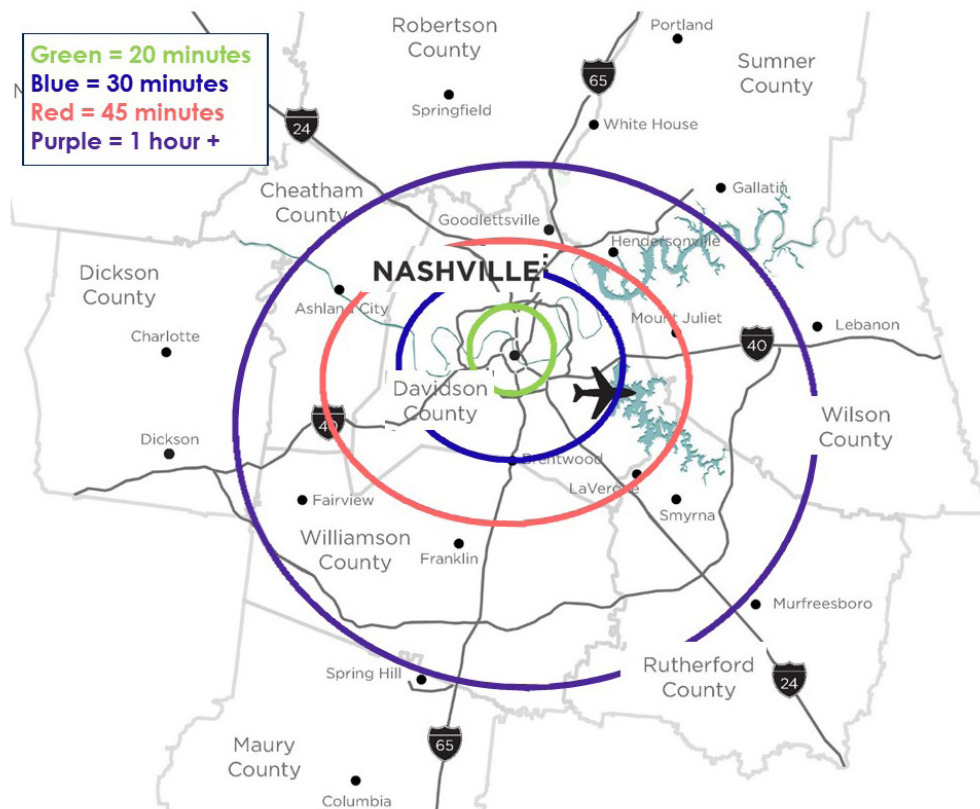 Green = 20 minutes
Blue = 30 minutes
Red = 45 minutes
Purple = 1 hour +
Robertson
County
Portland
Sumner
County
65
Springfield
24
White House
Cheatham
County
Gallatin
Goodlettsville
Hendersonville
NASHVILLE
Dickson
County
Ashland City
Charlotte
Mount Juliet
40
Lebanon
Davidson
County
Wilson
County
40
Dickson
Brentwood
LaVergne
Fairview
Smyrna
Williamson
County
Franklin
Murfreesboro
Spring Hill
Rutherford
County
24
65
Maury
County
Columbia